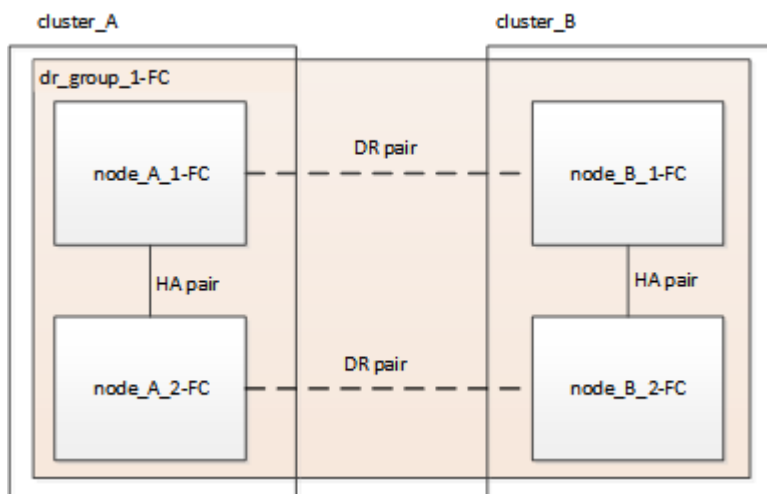 cluster_A
cluster_B
dr_group_1-FC
node_A_1-FC
DR pair
node_B_1-FC
HA pair
HA pair
node_A_2-FC
DR pair
node_B_2-FC